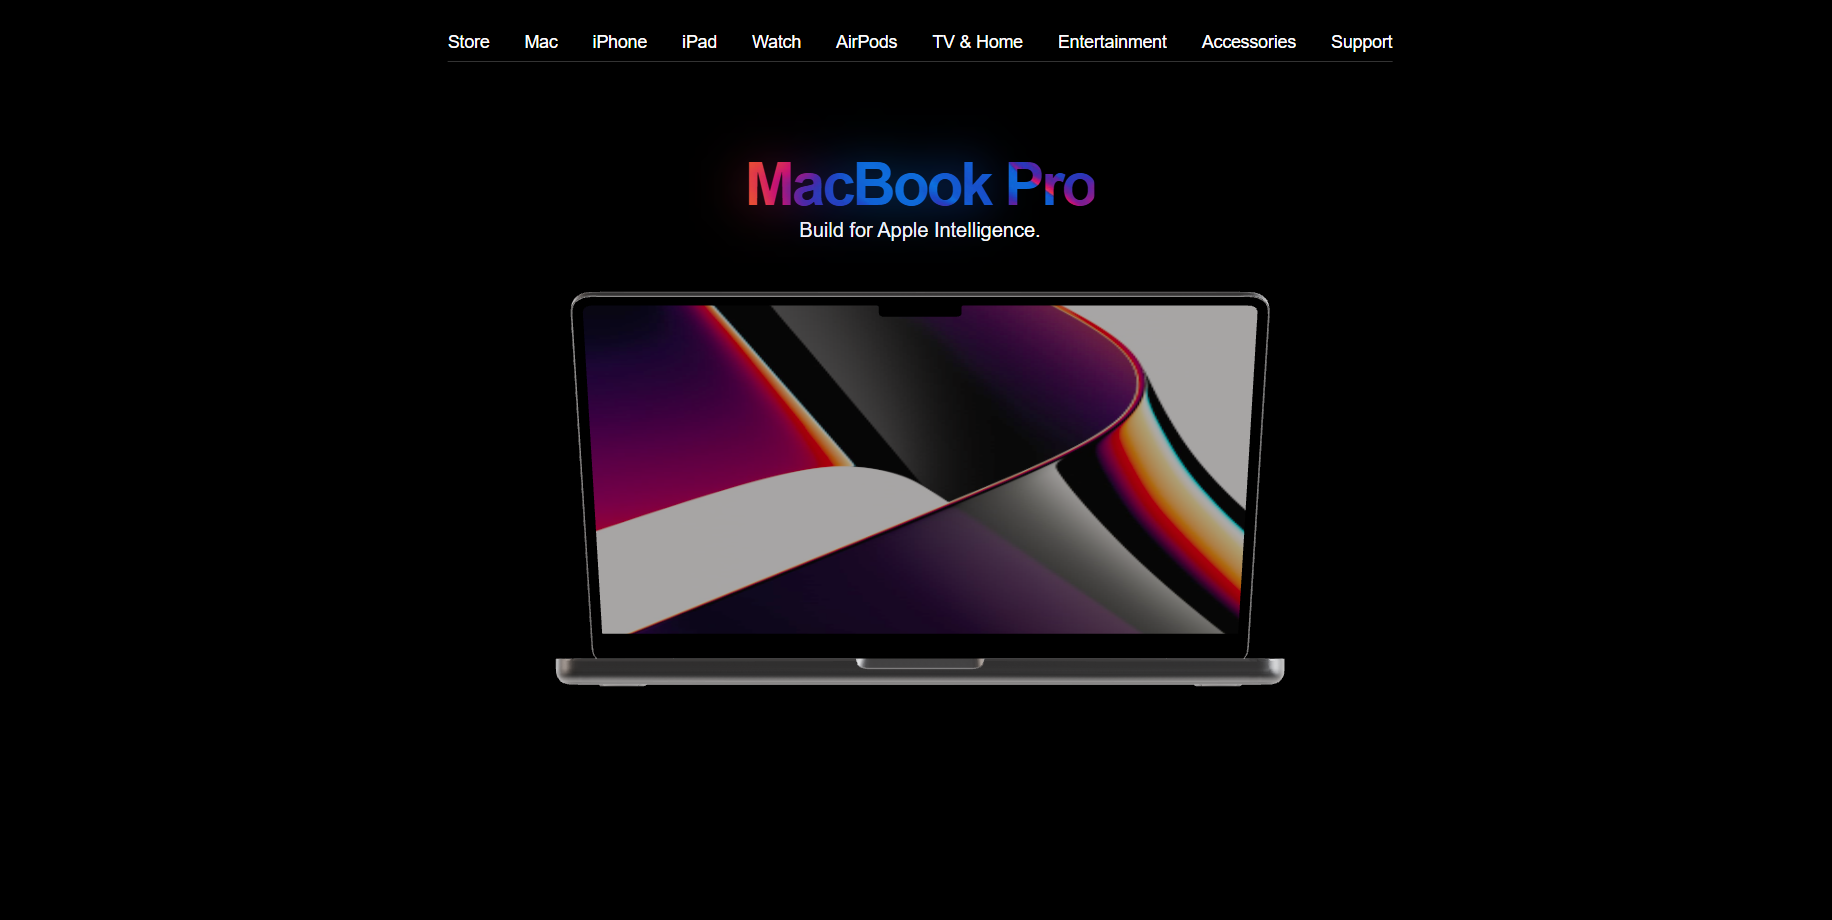 Store Mac iPhone iPad Watch AirPods TV & Home Entertainment Accessories Support
MacBook Pro
Build for Apple Intelligence.